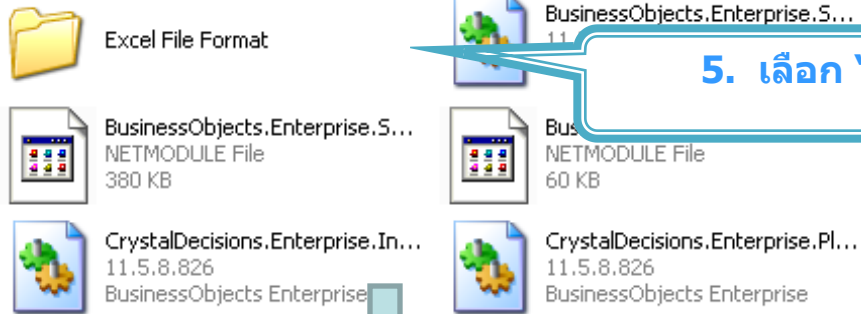 Excel File Format
BusinessObjects.Enterprise.S...
11.
5. เลือก
BusinessObjects.Enterprise.S...
NETMODULE File
380 KB
Bus
NETMODULE File
60 KB
CrystalDecisions.Enterprise.In...
11.5.8.826
BusinessObjects Enterprise
CrystalDecisions.Enterprise.Pl...
11.5.8.826
BusinessObjects Enterprise